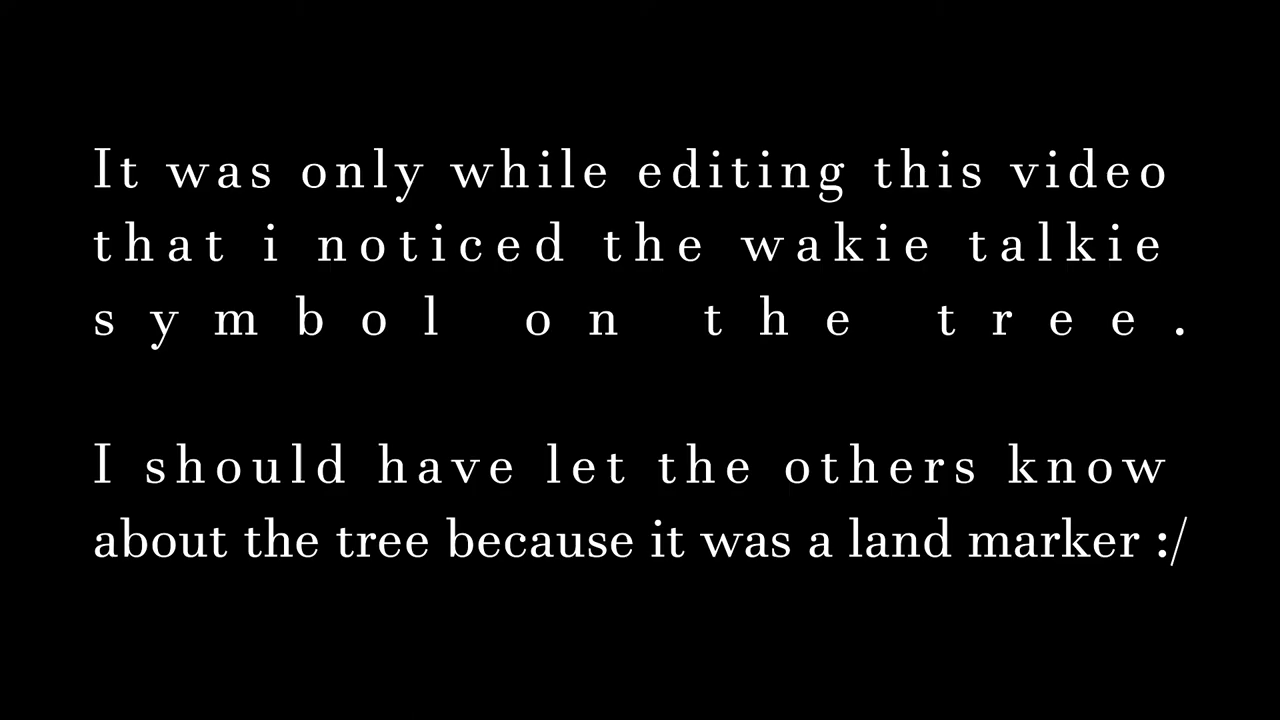 It was only while editing this video
that i noticed the wakie talkie
symbol on the tree.
I should have let the others know
about the tree because it was a land marker :/